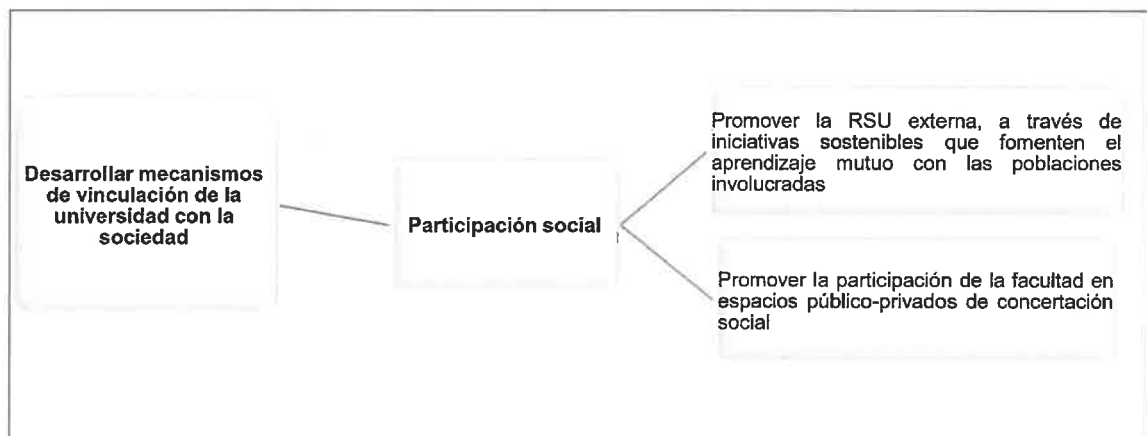 Desarrollar mecanismos
de vinculación de la
universidad con la
sociedad
Participación social
Promover la RSU externa, a través de
iniciativas sostenibles que fomenten el
aprendizaje mutuo con las poblaciones
involucradas
Promover la participación de la facultad en
espacios público-privados de concertación
social